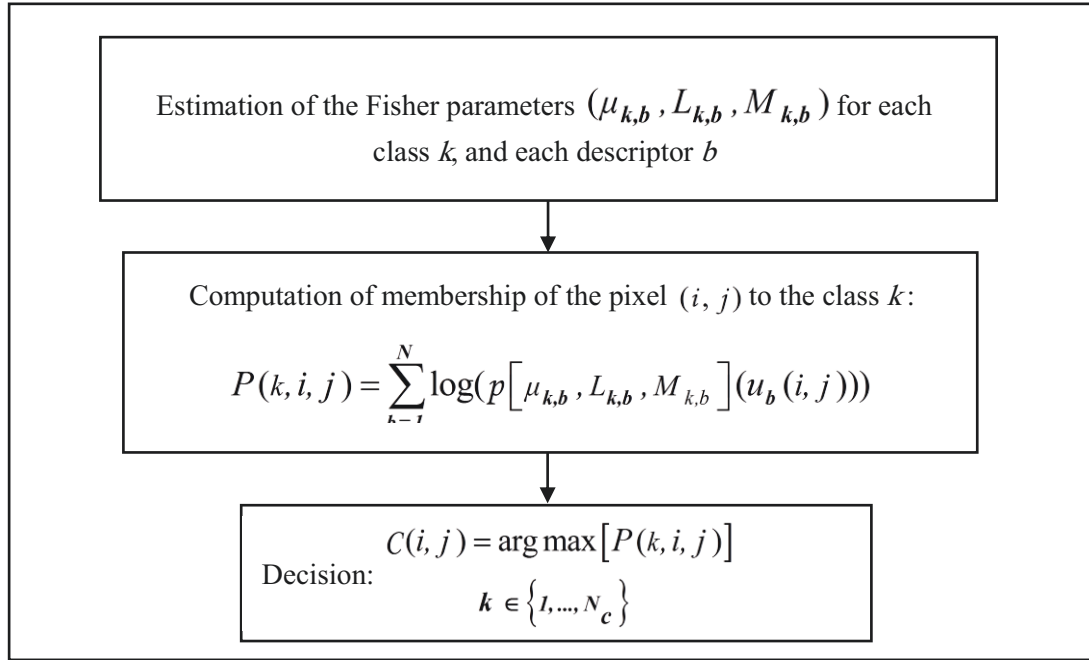 Estimation of the Fisher parameters (μ_{k,b} , L_{k,b} , M_{k,b}) for each
class k, and each descriptor b
Computation of membership of the pixel (i, j) to the class k:
N
P(k, i, j) = ∑ log(p[μ_{k,b} , L_{k,b} , M_{k,b}](u_b (i, j)))
b=1
C(i, j) = arg max[P(k, i, j)]
Decision:
k ∈ {1,..., N_c}